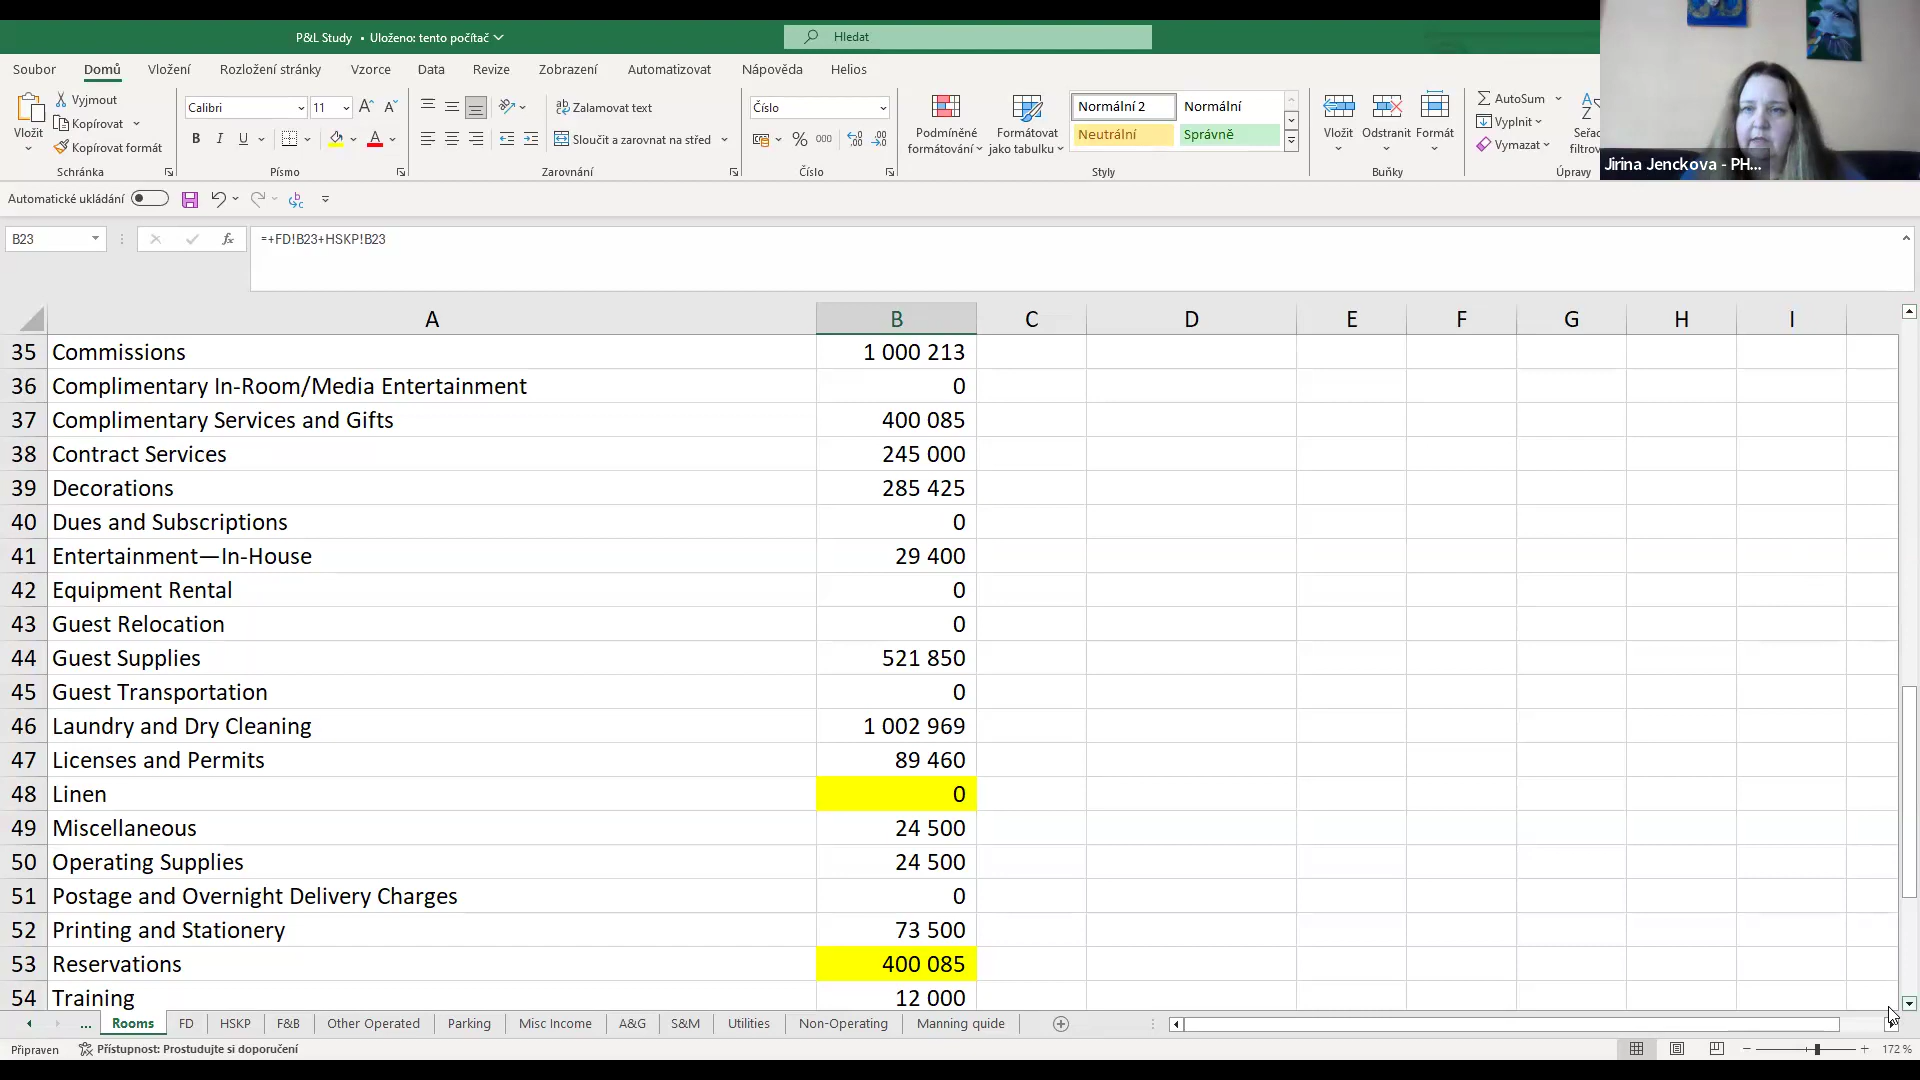 P&L Study • Uloženo: tento počítač
Hledat
Soubor Domů Vložení Rozložení stránky Vzorce Data Revize Zobrazení Automatizovat Nápověda Helios
Vložit
Vyjmout
Kopírovat
Kopírovat formát
Schránka
Calibri 11
B I U A
Písmo
Zalamovat text
Sloučit a zarovnat na střed
Zarovnání
Číslo
% 000
Číslo
Podmíněné formátování
Formátovat jako tabulku
Normální 2 Normální
Neutrální Správně
Styly
Vložit Odstranit Formát
Buňky
AutoSum
Vyplnit
Vymazat
Úpravy
Jirina Jenckova - PH...
Automatické ukládání
B23 fx =+FD!B23+HSKP!B23
A B C D E F G H I
35 Commissions 1 000 213
36 Complimentary In-Room/Media Entertainment 0
37 Complimentary Services and Gifts 400 085
38 Contract Services 245 000
39 Decorations 285 425
40 Dues and Subscriptions 0
41 Entertainment—In-House 29 400
42 Equipment Rental 0
43 Guest Relocation 0
44 Guest Supplies 521 850
45 Guest Transportation 0
46 Laundry and Dry Cleaning 1 002 969
47 Licenses and Permits 89 460
48 Linen 0
49 Miscellaneous 24 500
50 Operating Supplies 24 500
51 Postage and Overnight Delivery Charges 0
52 Printing and Stationery 73 500
53 Reservations 400 085
54 Training 12 000
... Rooms FD HSKP F&B Other Operated Parking Misc Income A&G S&M Utilities Non-Operating Manning quide
Připraven Přístupnost: Prostudujte si doporučení 172 %